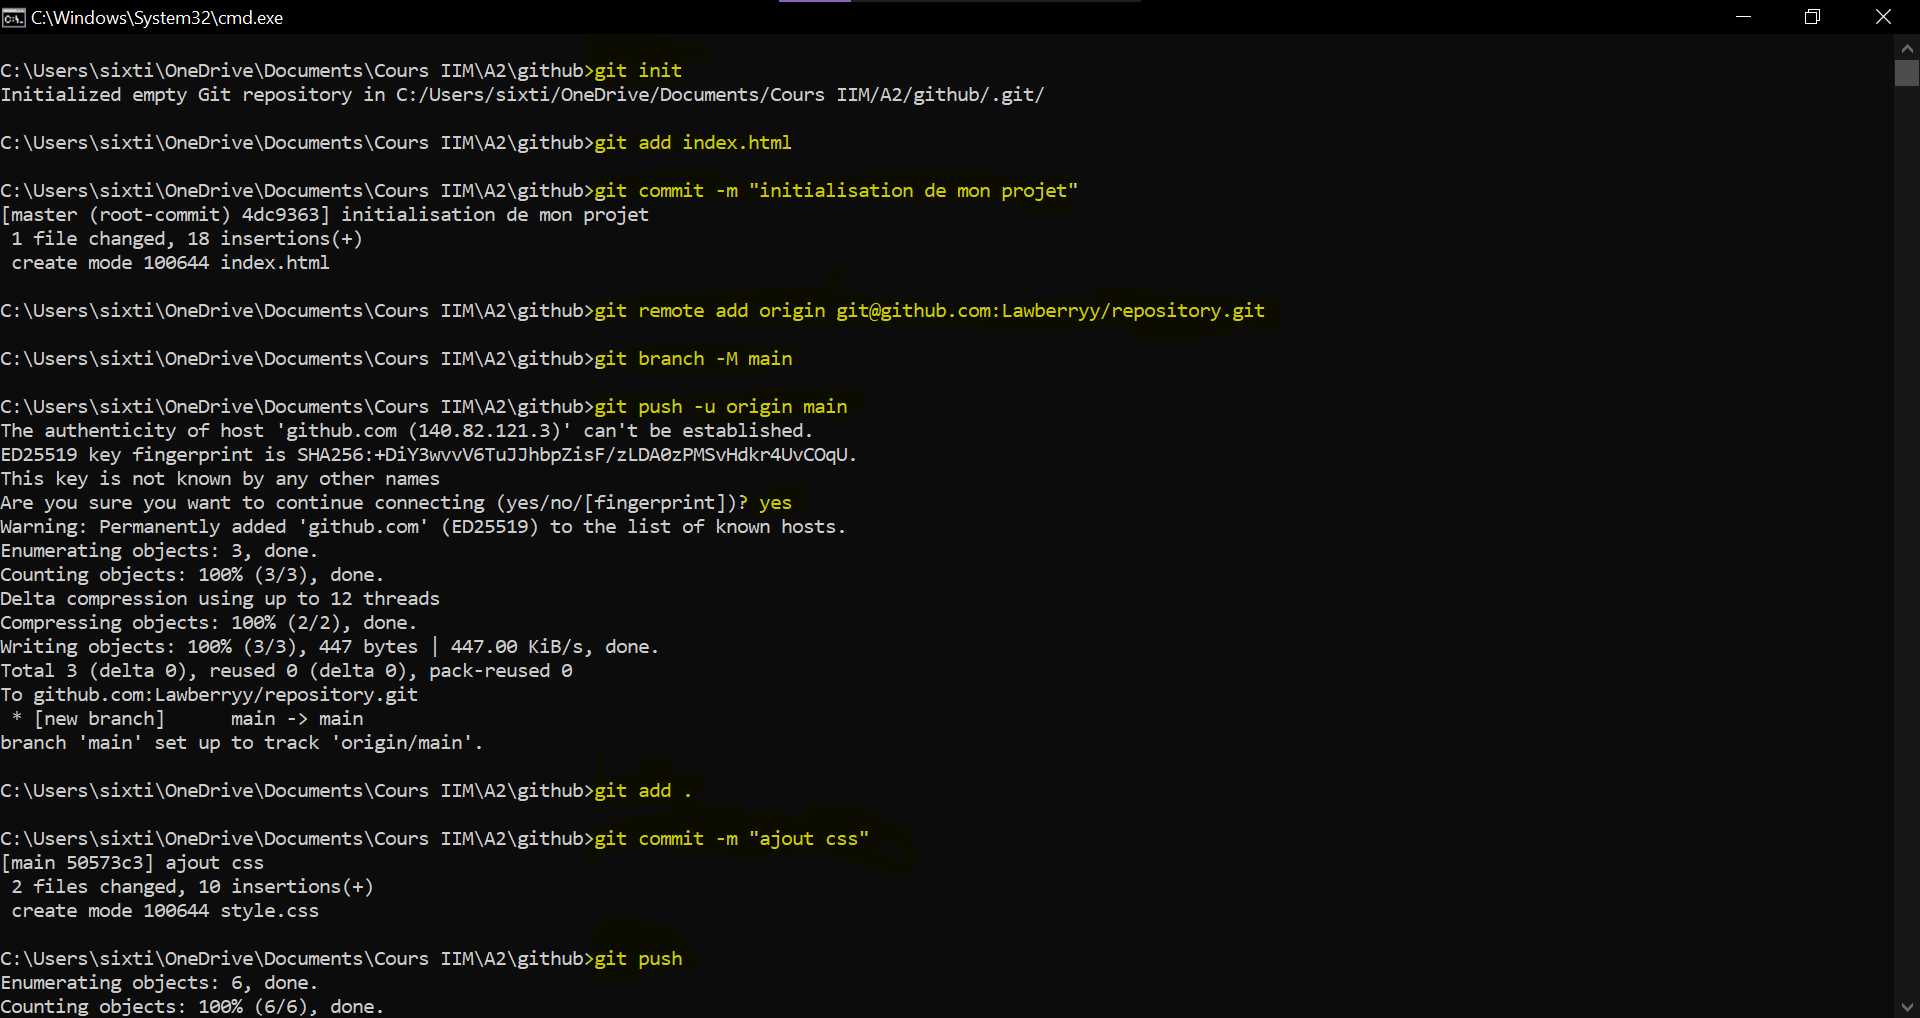 C:\Windows\System32\cmd.exe
C:\Users\sixti\OneDrive\Documents\Cours IIM\A2\github>git init
Initialized empty Git repository in C:/Users/sixti/OneDrive/Documents/Cours IIM/A2/github/.git/
C:\Users\sixti\OneDrive\Documents\Cours IIM\A2\github>git add index.html
C:\Users\sixti\OneDrive\Documents\Cours IIM\A2\github>git commit -m "initialisation de mon projet"
[master (root-commit) 4dc9363] initialisation de mon projet
 1 file changed, 18 insertions(+)
 create mode 100644 index.html
C:\Users\sixti\OneDrive\Documents\Cours IIM\A2\github>git remote add origin git@github.com:Lawberryy/repository.git
C:\Users\sixti\OneDrive\Documents\Cours IIM\A2\github>git branch -M main
C:\Users\sixti\OneDrive\Documents\Cours IIM\A2\github>git push -u origin main
The authenticity of host 'github.com (140.82.121.3)' can't be established.
ED25519 key fingerprint is SHA256:+DiY3wvvV6TuJJhbpZisF/zLDA0zPMSvHdkr4UvCOqU.
This key is not known by any other names
Are you sure you want to continue connecting (yes/no/[fingerprint])? yes
Warning: Permanently added 'github.com' (ED25519) to the list of known hosts.
Enumerating objects: 3, done.
Counting objects: 100% (3/3), done.
Delta compression using up to 12 threads
Compressing objects: 100% (2/2), done.
Writing objects: 100% (3/3), 447 bytes | 447.00 KiB/s, done.
Total 3 (delta 0), reused 0 (delta 0), pack-reused 0
To github.com:Lawberryy/repository.git
 * [new branch]      main -> main
branch 'main' set up to track 'origin/main'.
C:\Users\sixti\OneDrive\Documents\Cours IIM\A2\github>git add .
C:\Users\sixti\OneDrive\Documents\Cours IIM\A2\github>git commit -m "ajout css"
[main 50573c3] ajout css
 2 files changed, 10 insertions(+)
 create mode 100644 style.css
C:\Users\sixti\OneDrive\Documents\Cours IIM\A2\github>git push
Enumerating objects: 6, done.
Counting objects: 100% (6/6), done.